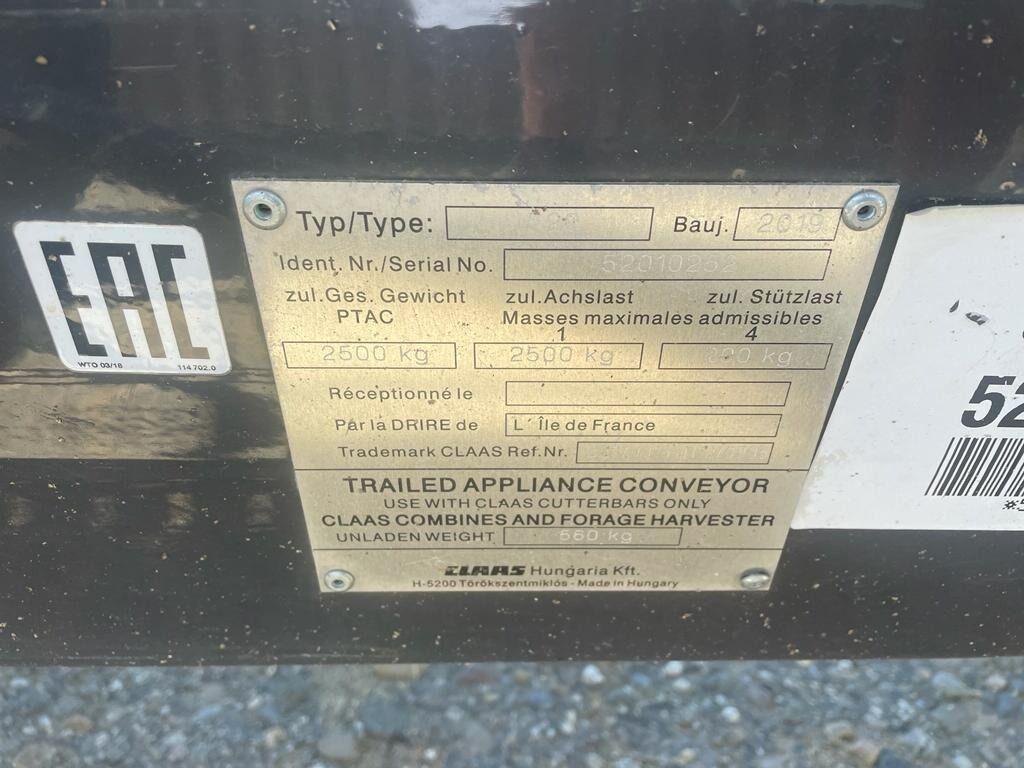 EAC
WTO 03/18 114 702.0
Typ/Type: Bauj. 2019
Ident. Nr./Serial No. 52010252
zul.Ges. Gewicht zul.Achslast zul. Stützlast
PTAC Masses maximales admissibles
1 4
2500 kg 2500 kg kg
Réceptionné le
Par la DRIRE de L´Île de France
Trademark CLAAS Ref.Nr.
TRAILED APPLIANCE CONVEYOR
USE WITH CLAAS CUTTERBARS ONLY
CLAAS COMBINES AND FORAGE HARVESTER
UNLADEN WEIGHT 560 kg
CLAAS Hungaria Kft.
H-5200 Törökszentmiklós - Made in Hungary
52